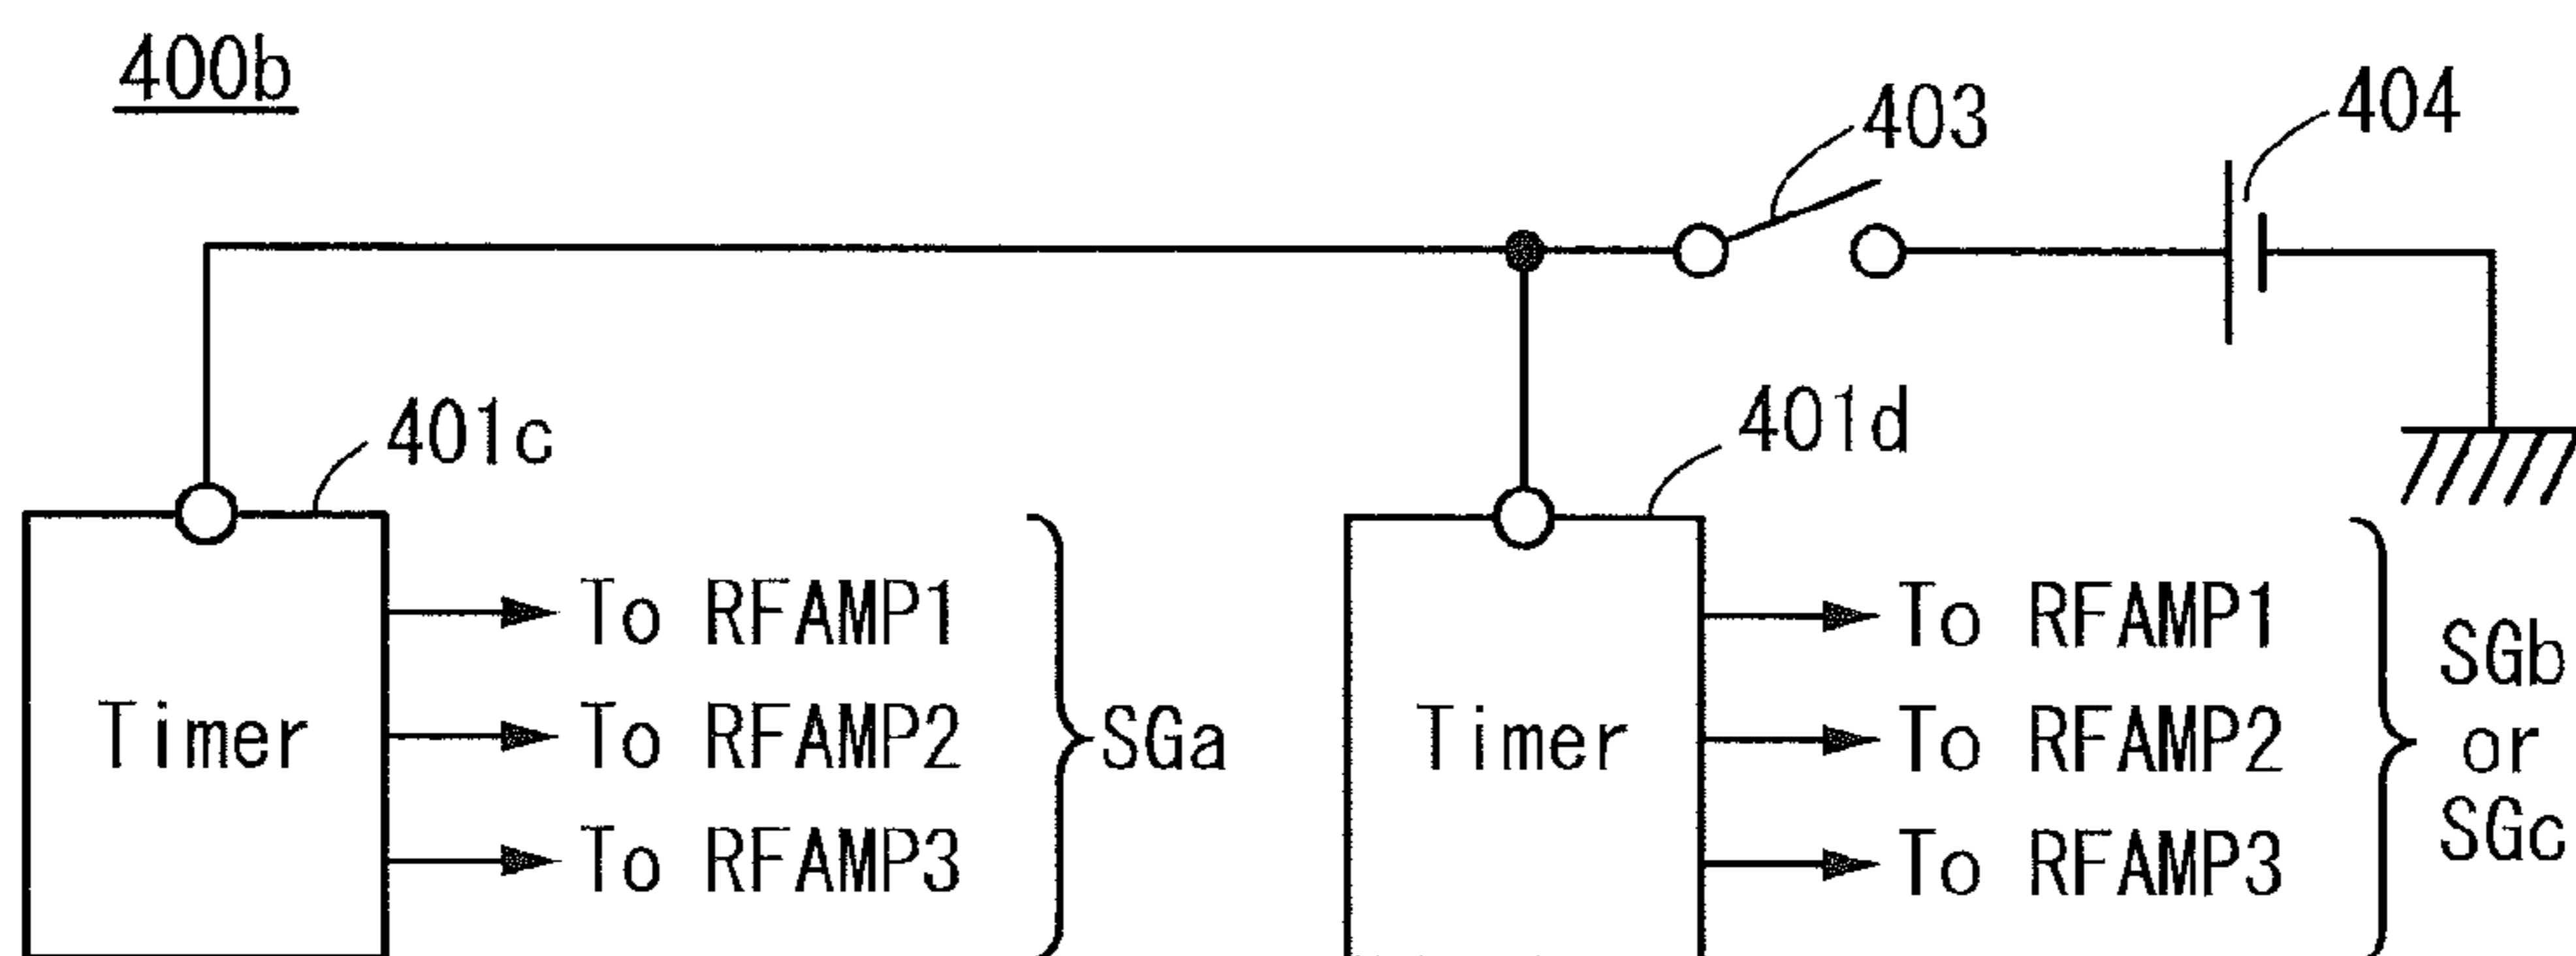 400b
403
404
401c
401d
Timer
To RFAMP1
To RFAMP2
To RFAMP3
SGa
Timer
To RFAMP1
To RFAMP2
To RFAMP3
SGb
or
SGc